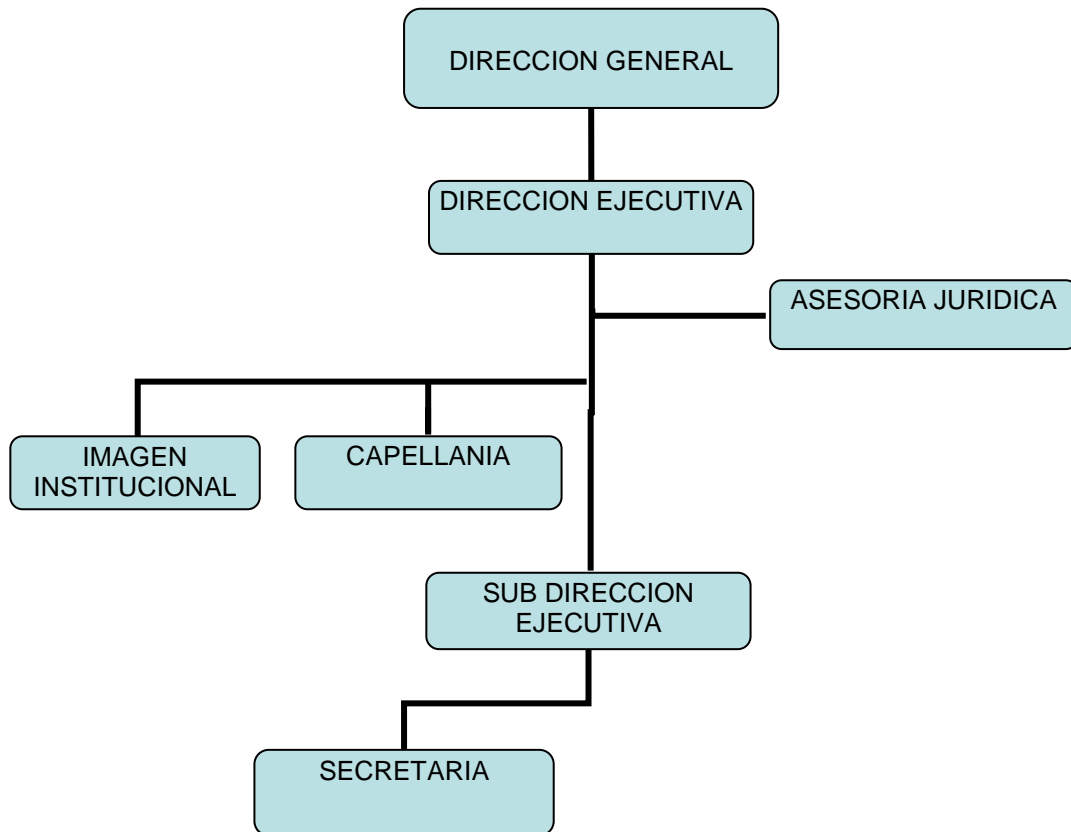 DIRECCION GENERAL
DIRECCION EJECUTIVA
ASESORIA JURIDICA
IMAGEN
INSTITUCIONAL
CAPELLANIA
SUB DIRECCION
EJECUTIVA
SECRETARIA